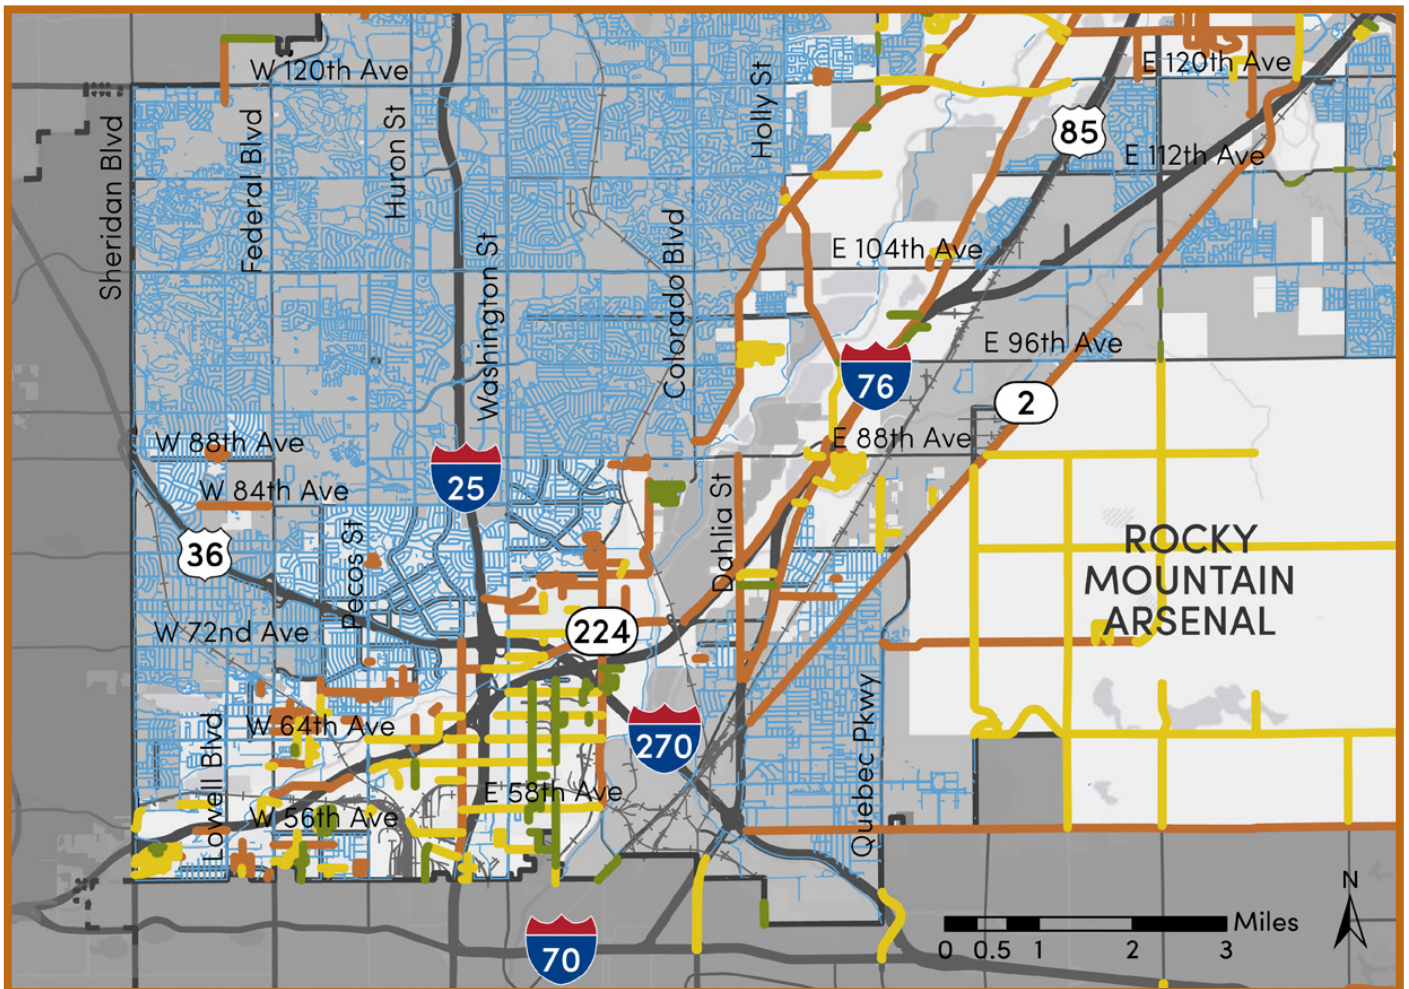 W 120th Ave
E 120th Ave
Holly St
Sheridan Blvd
Federal Blvd
Huron St
85
E 112th Ave
Washington St
Colorado Blvd
E 104th Ave
E 96th Ave
76
2
W 88th Ave
E 88th Ave
25
W 84th Ave
36
Pecos St
Dahlia St
ROCKY
MOUNTAIN
ARSENAL
W 72nd Ave
224
Lowell Blvd
W 64th Ave
270
Quebec Pkwy
E 58th Ave
W 56th Ave
N
70
Miles
0 0.5 1 2 3